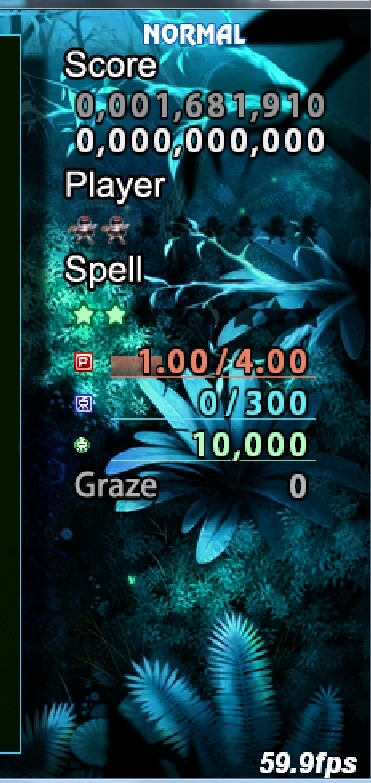 NORMAL
Score
0,001,681,910
0,000,000,000
Player
Spell
P 1.00/4.00
点 0/300
10,000
Graze 0
59.9fps